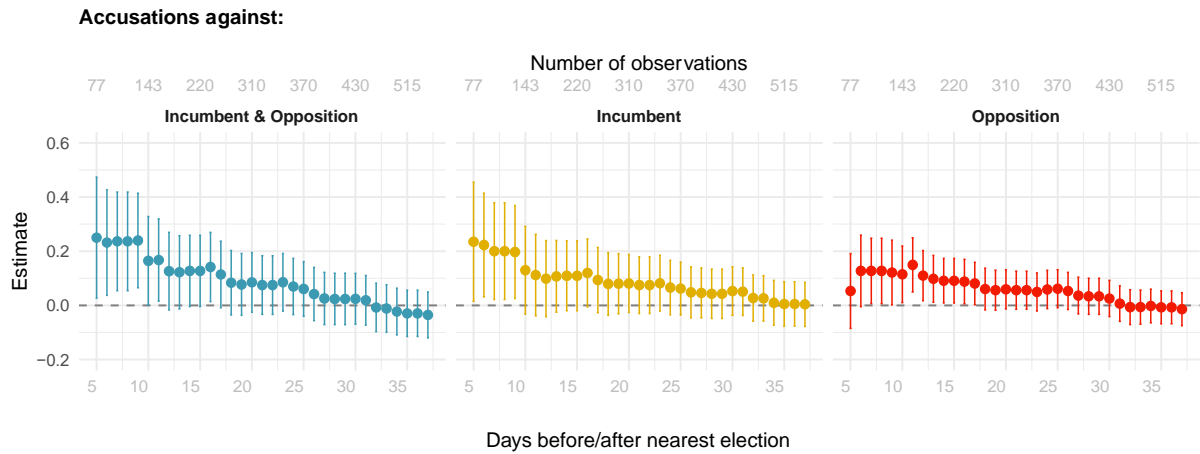 Accusations against:
Number of observations
77 143 220 310 370 430 515 77 143 220 310 370 430 515 77 143 220 310 370 430 515
Incumbent & Opposition Incumbent Opposition
0.6
0.4
0.2
0.0
−0.2
Estimate
5 10 15 20 25 30 35 5 10 15 20 25 30 35 5 10 15 20 25 30 35
Days before/after nearest election